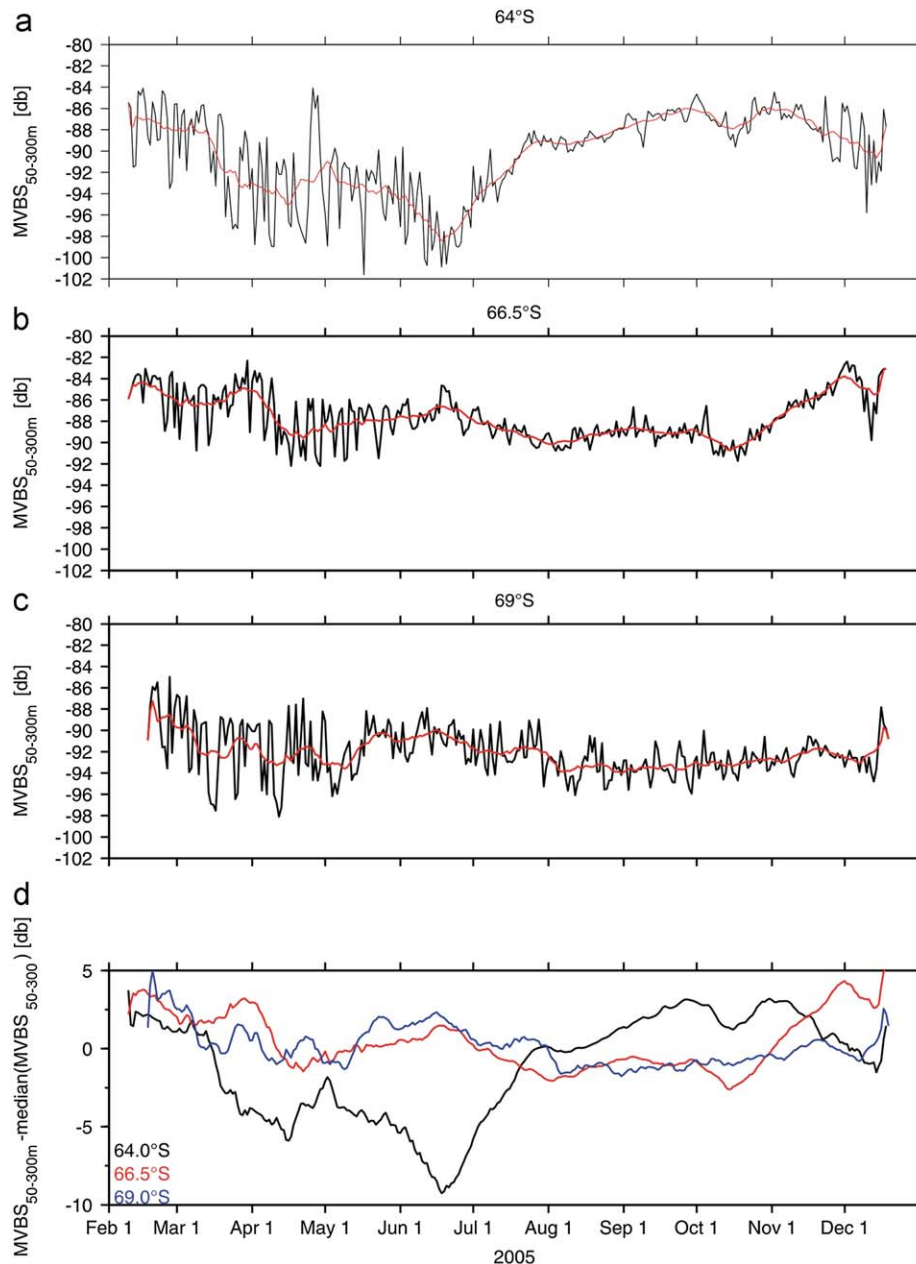 a
64°S
MVBS50-300m [db]
-80
-82
-84
-86
-88
-90
-92
-94
-96
-98
-100
-102
b
66.5°S
MVBS50-300m [db]
-80
-82
-84
-86
-88
-90
-92
-94
-96
-98
-100
-102
c
69°S
MVBS50-300m [db]
-80
-82
-84
-86
-88
-90
-92
-94
-96
-98
-100
-102
d
MVBS50-300m -median(MVBS 50-300) [db]
5
0
-5
-10
64.0°S
66.5°S
69.0°S
Feb 1 Mar 1 Apr 1 May 1 Jun 1 Jul 1 Aug 1 Sep 1 Oct 1 Nov 1 Dec 1
2005